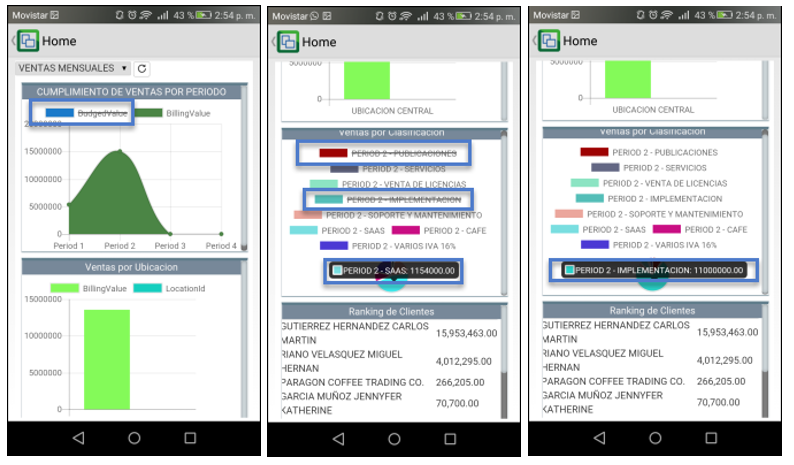 Movistar 43 % 2:54 p. m.
Home
VENTAS MENSUALES
CUMPLIMIENTO DE VENTAS POR PERIODO
BudgedValue BillingValue
20000000
15000000
10000000
5000000
0
Period 1 Period 2 Period 3 Period 4
Ventas por Ubicacion
BillingValue LocationId
15000000
10000000
5000000
0
Movistar 43 % 2:54 p. m.
Home
5000000
0
UBICACION CENTRAL
Ventas por Clasificacion
PERIOD 2 - PUBLICACIONES
PERIOD 2 - SERVICIOS
PERIOD 2 - VENTA DE LICENCIAS
PERIOD 2 - IMPLEMENTACION
PERIOD 2 - SOPORTE Y MANTENIMIENTO
PERIOD 2 - SAAS PERIOD 2 - CAFE
PERIOD 2 - VARIOS IVA 16%
PERIOD 2 - SAAS: 1154000.00
Ranking de Clientes
GUTIERREZ HERNANDEZ CARLOS
MARTIN 15,953,463.00
RIANO VELASQUEZ MIGUEL
HERNAN 4,012,295.00
PARAGON COFFEE TRADING CO. 266,205.00
GARCIA MUÑOZ JENNYFER
KATHERINE 70,700.00
Movistar 43 % 2:54 p. m.
Home
5000000
0
UBICACION CENTRAL
Ventas por Clasificacion
PERIOD 2 - PUBLICACIONES
PERIOD 2 - SERVICIOS
PERIOD 2 - VENTA DE LICENCIAS
PERIOD 2 - IMPLEMENTACION
PERIOD 2 - SOPORTE Y MANTENIMIENTO
PERIOD 2 - SAAS PERIOD 2 - CAFE
PERIOD 2 - VARIOS IVA 16%
PERIOD 2 - IMPLEMENTACION: 11000000.00
Ranking de Clientes
GUTIERREZ HERNANDEZ CARLOS
MARTIN 15,953,463.00
RIANO VELASQUEZ MIGUEL
HERNAN 4,012,295.00
PARAGON COFFEE TRADING CO. 266,205.00
GARCIA MUÑOZ JENNYFER
KATHERINE 70,700.00